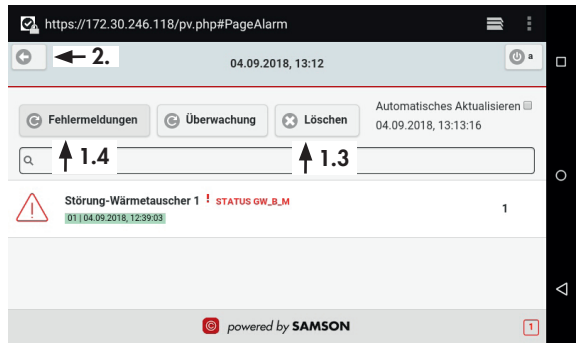 https://172.30.246.118/pv.php#PageAlarm
2.
04.09.2018, 13:12
a
Fehlermeldungen
Überwachung
Löschen
Automatisches Aktualisieren
04.09.2018, 13:13:16
1.4
1.3
Störung-Wärmetauscher 1 ! STATUS GW_B_M
01 | 04.09.2018, 12:39:03
1
© powered by SAMSON
1